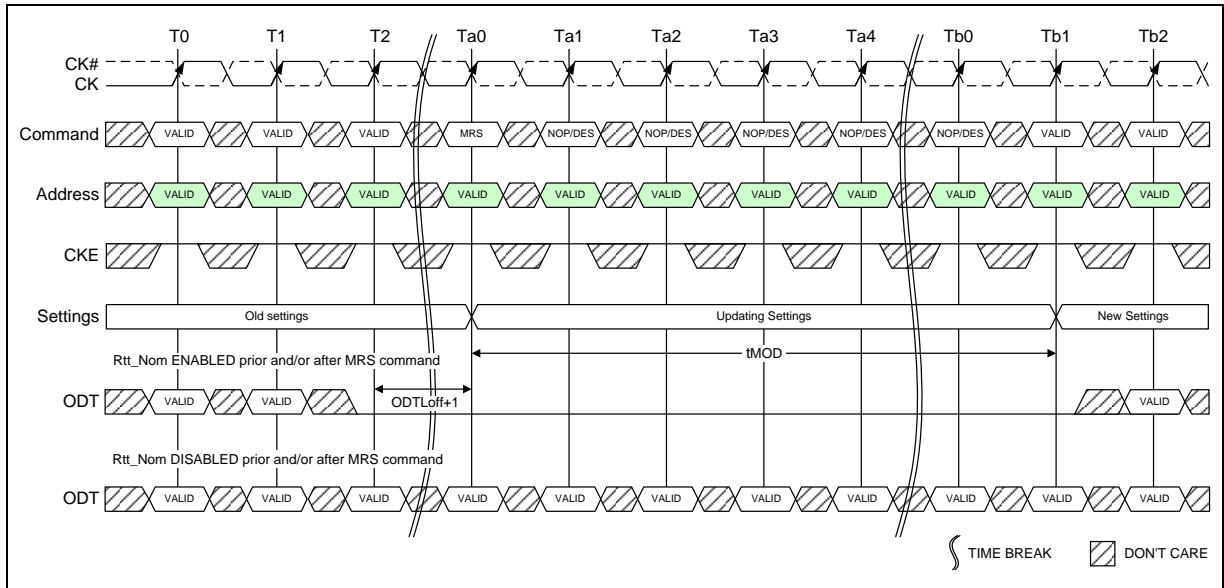 T0 T1 T2 Ta0 Ta1 Ta2 Ta3 Ta4 Tb0 Tb1 Tb2
CK#
CK
Command VALID VALID VALID MRS NOP/DES NOP/DES NOP/DES NOP/DES NOP/DES VALID VALID
Address VALID VALID VALID VALID VALID VALID VALID VALID VALID VALID VALID
CKE
Settings Old settings Updating Settings New Settings
Rtt_Nom ENABLED prior and/or after MRS command tMOD
ODT VALID VALID ODTLoff+1 VALID
Rtt_Nom DISABLED prior and/or after MRS command
ODT VALID VALID VALID VALID VALID VALID VALID VALID VALID VALID VALID
TIME BREAK DON'T CARE